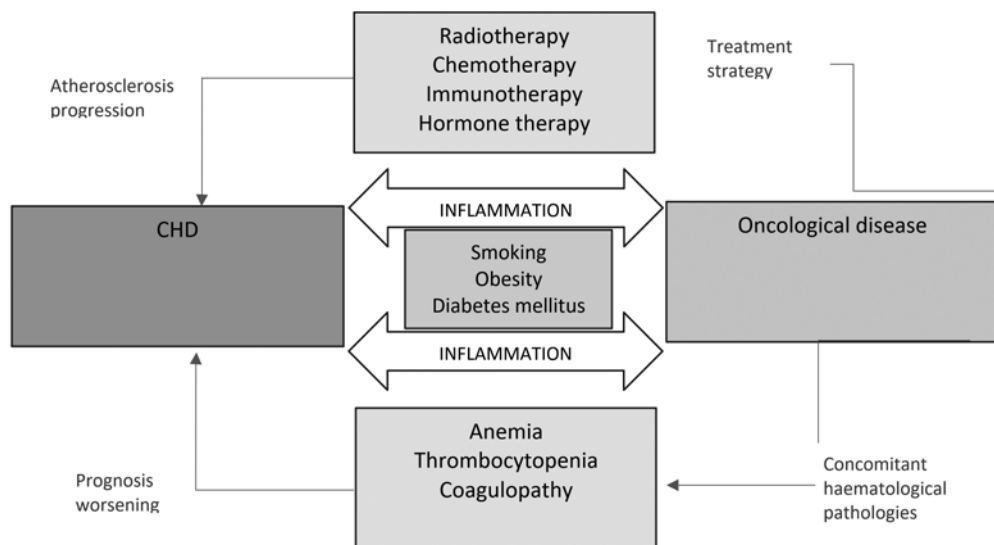 Radiotherapy
Chemotherapy
Immunotherapy
Hormone therapy
Treatment
strategy
Atherosclerosis
progression
INFLAMMATION
CHD
Oncological disease
Smoking
Obesity
Diabetes mellitus
INFLAMMATION
Anemia
Thrombocytopenia
Coagulopathy
Prognosis
worsening
Concomitant
haematological
pathologies